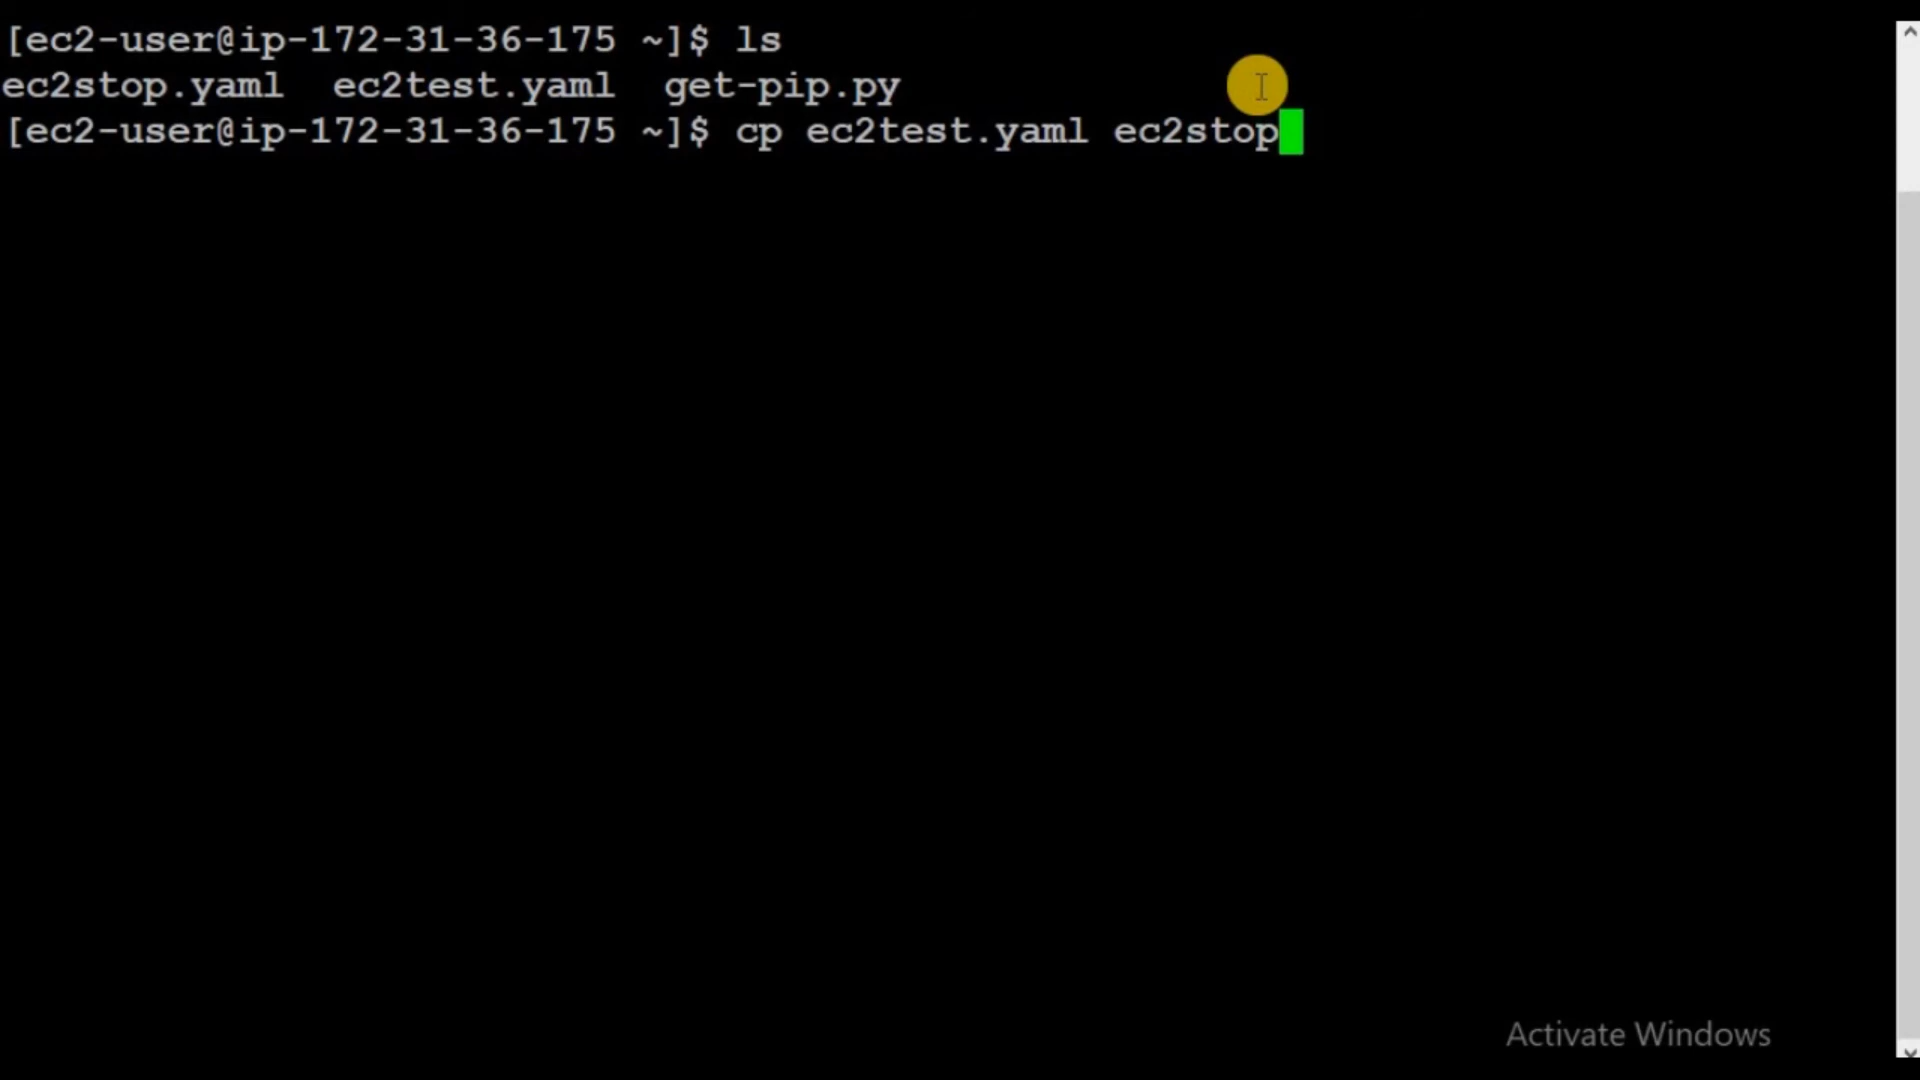 [ec2-user@ip-172-31-36-175 ~]$ ls
ec2stop.yaml  ec2test.yaml  get-pip.py
[ec2-user@ip-172-31-36-175 ~]$ cp ec2test.yaml ec2stop
Activate Windows